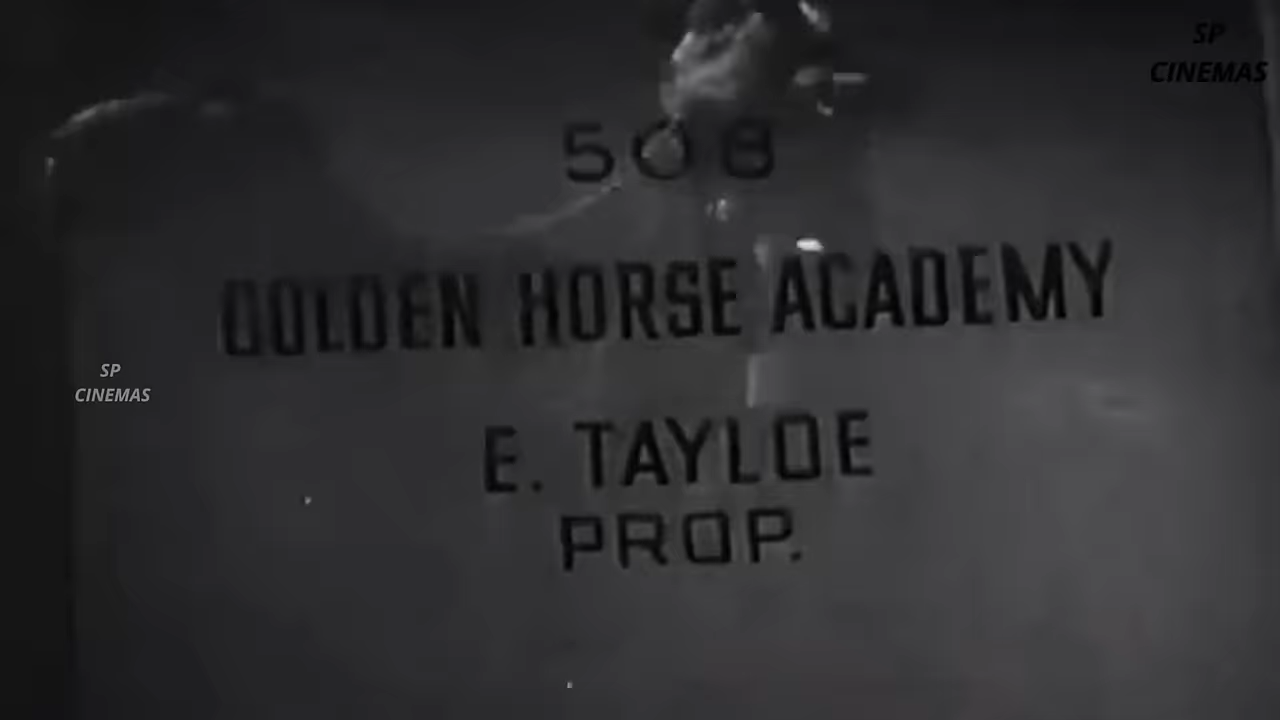 SP
CINEMAS
508
GOLDEN HORSE ACADEMY
SP
CINEMAS
E. TAYLOE
PROP.